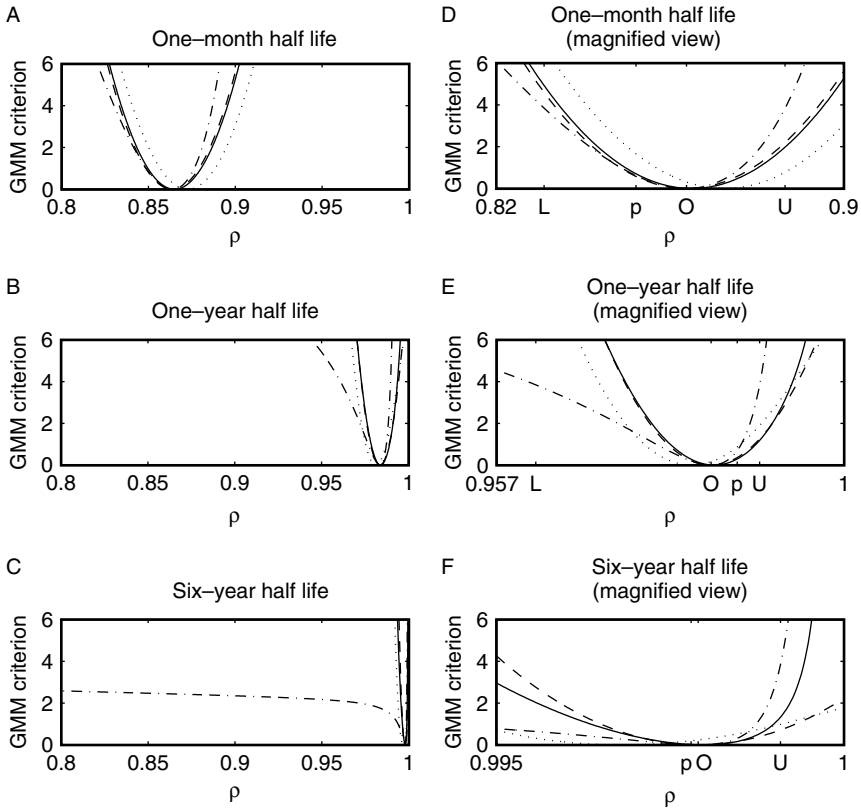 A
One–month half life
GMM criterion
6
4
2
0
0.8
0.85
0.9
0.95
1
ρ
D
One–month half life
(magnified view)
GMM criterion
6
4
2
0
0.82
L
p
O
U
0.9
ρ
B
One–year half life
GMM criterion
6
4
2
0
0.8
0.85
0.9
0.95
1
ρ
E
One–year half life
(magnified view)
GMM criterion
6
4
2
0
0.957
L
O
p
U
1
ρ
C
Six–year half life
GMM criterion
6
4
2
0
0.8
0.85
0.9
0.95
1
ρ
F
Six–year half life
(magnified view)
GMM criterion
6
4
2
0
0.995
p
O
U
1
ρ